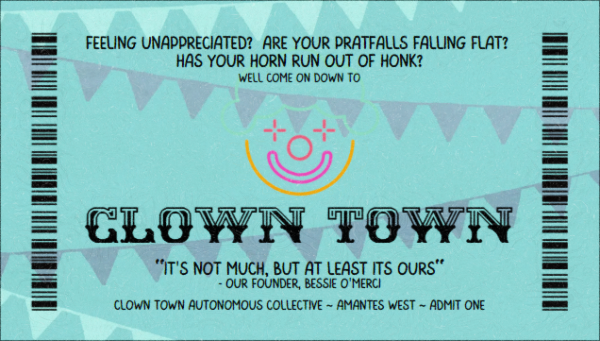 FEELING UNAPPRECIATED? ARE YOUR PRATFALLS FALLING FLAT?
HAS YOUR HORN RUN OUT OF HONK?
WELL COME ON DOWN TO
CLOWN TOWN
"IT'S NOT MUCH, BUT AT LEAST ITS OURS"
- OUR FOUNDER, BESSIE O'MERCI
CLOWN TOWN AUTONOMOUS COLLECTIVE ~ AMANTES WEST ~ ADMIT ONE